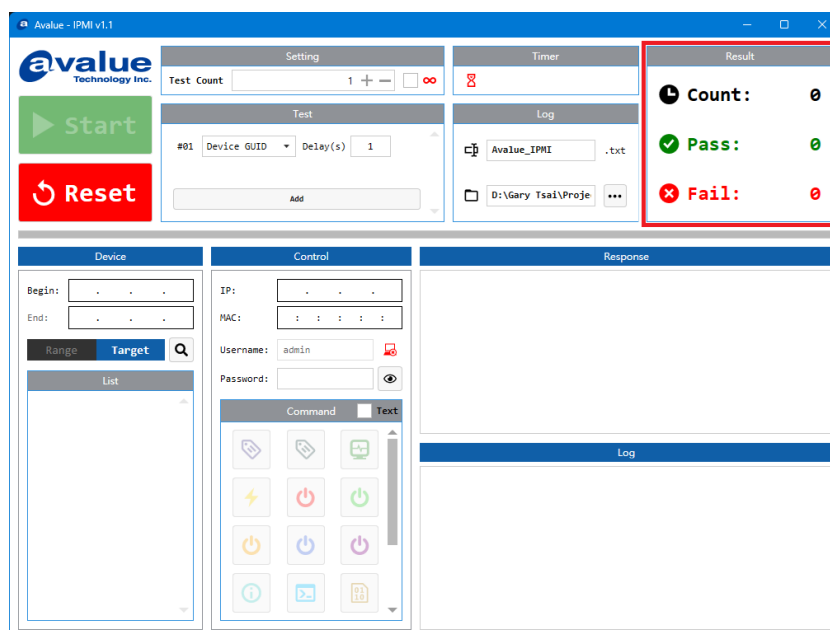 Avalue - IPMI v1.1
avalue
Technology Inc.
Start
Reset
Setting
Test Count 1
Test
#01 Device GUID Delay(s) 1
Add
Timer
Log
Avalue_IPMI .txt
D:\Gary Tsai\Proje
Result
Count: 0
Pass: 0
Fail: 0
Device
Begin: . . .
End: . . .
Range Target
List
Control
IP: . . .
MAC: : : : : :
Username: admin
Password:
Command Text
01
10
Response
Log